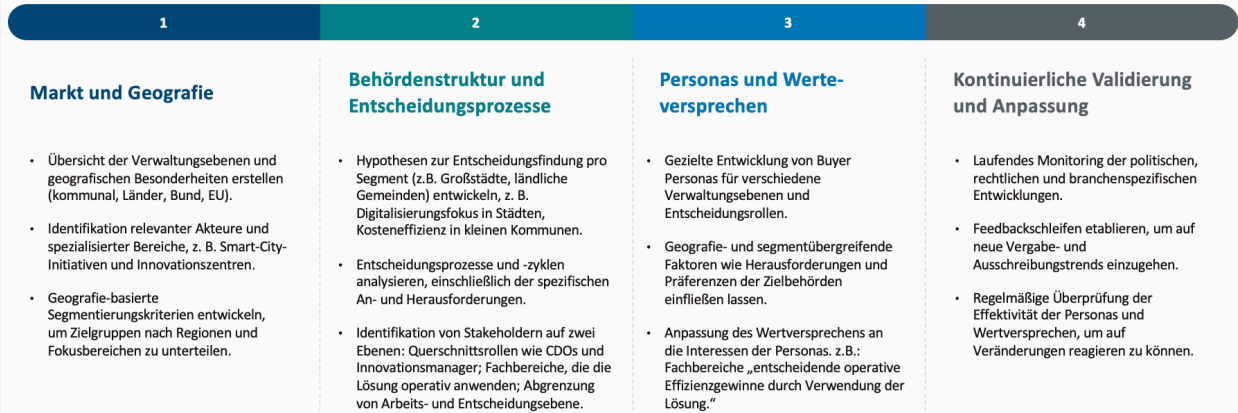 1
2
3
4
Markt und Geografie
• Übersicht der Verwaltungsebenen und
geografischen Besonderheiten erstellen
(kommunal, Länder, Bund, EU).
• Identifikation relevanter Akteure und
spezialisierter Bereiche, z. B. Smart-City-
Initiativen und Innovationszentren.
• Geografie-basierte
Segmentierungskriterien entwickeln,
um Zielgruppen nach Regionen und
Fokusbereichen zu unterteilen.
Behördenstruktur und
Entscheidungsprozesse
• Hypothesen zur Entscheidungsfindung pro
Segment (z.B. Großstädte, ländliche
Gemeinden) entwickeln, z. B.
Digitalisierungsfokus in Städten,
Kosteneffizienz in kleinen Kommunen.
• Entscheidungsprozesse und -zyklen
analysieren, einschließlich der spezifischen
An- und Herausforderungen.
• Identifikation von Stakeholdern auf zwei
Ebenen: Querschnittsrollen wie CDOs und
Innovationsmanager; Fachbereiche, die die
Lösung operativ anwenden; Abgrenzung
von Arbeits- und Entscheidungsebene.
Personas und Werte-
versprechen
• Gezielte Entwicklung von Buyer
Personas für verschiedene
Verwaltungsebenen und
Entscheidungsrollen.
• Geografie- und segmentübergreifende
Faktoren wie Herausforderungen und
Präferenzen der Zielbehörden
einfließen lassen.
• Anpassung des Wertversprechens an
die Interessen der Personas. z.B.:
Fachbereiche „entscheidende operative
Effizienzgewinne durch Verwendung der
Lösung.“
Kontinuierliche Validierung
und Anpassung
• Laufendes Monitoring der politischen,
rechtlichen und branchenspezifischen
Entwicklungen.
• Feedbackschleifen etablieren, um auf
neue Vergabe- und
Ausschreibungstrends einzugehen.
• Regelmäßige Überprüfung der
Effektivität der Personas und
Wertversprechen, um auf
Veränderungen reagieren zu können.